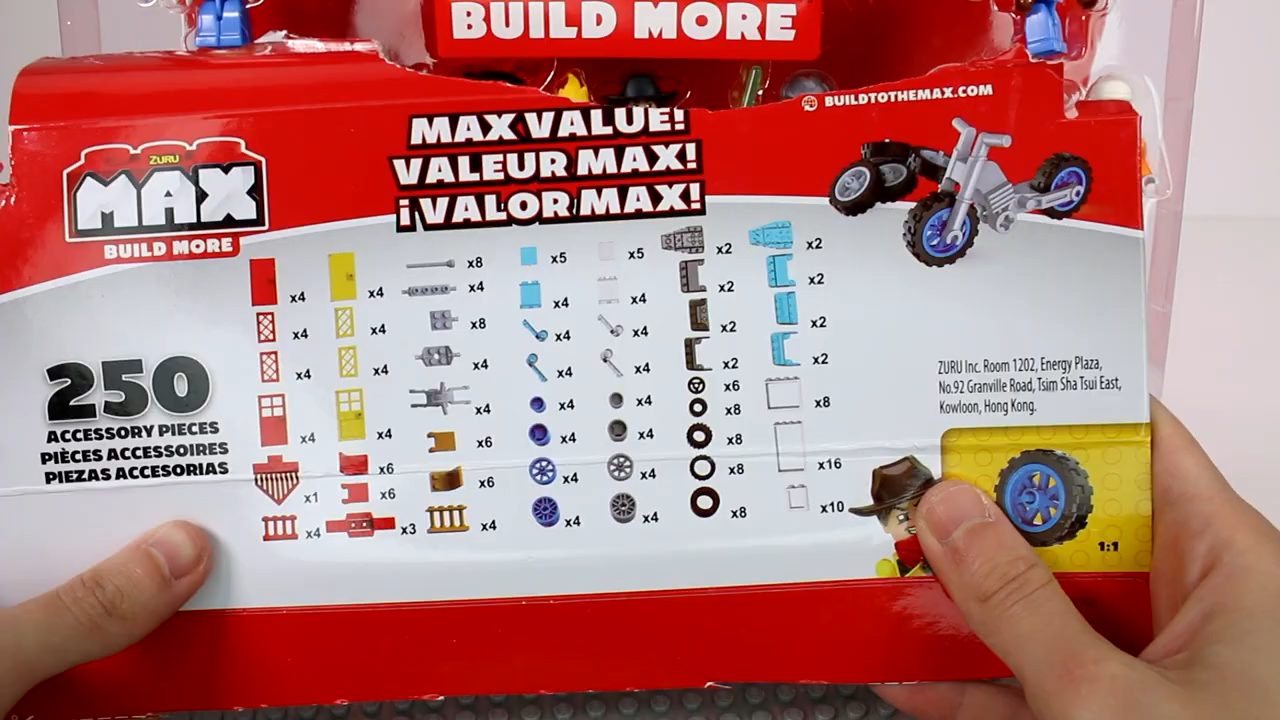 BUILD MORE
BUILDTOTHEMAX.COM
ZURU
MAX
BUILD MORE
MAX VALUE!
VALEUR MAX!
¡VALOR MAX!
250
ACCESSORY PIECES
PIÈCES ACCESSOIRES
PIEZAS ACCESORIAS
x4
x4
x4
x4
x1
x4
x4
x4
x4
x4
x6
x6
x3
x8
x4
x8
x4
x4
x6
x6
x4
x5
x4
x4
x4
x4
x4
x4
x4
x5
x4
x4
x4
x4
x4
x4
x4
x2
x2
x2
x2
x6
x8
x8
x8
x8
x2
x2
x2
x2
x8
x16
x10
ZURU Inc. Room 1202, Energy Plaza,
No.92 Granville Road, Tsim Sha Tsui East,
Kowloon, Hong Kong.
1:1